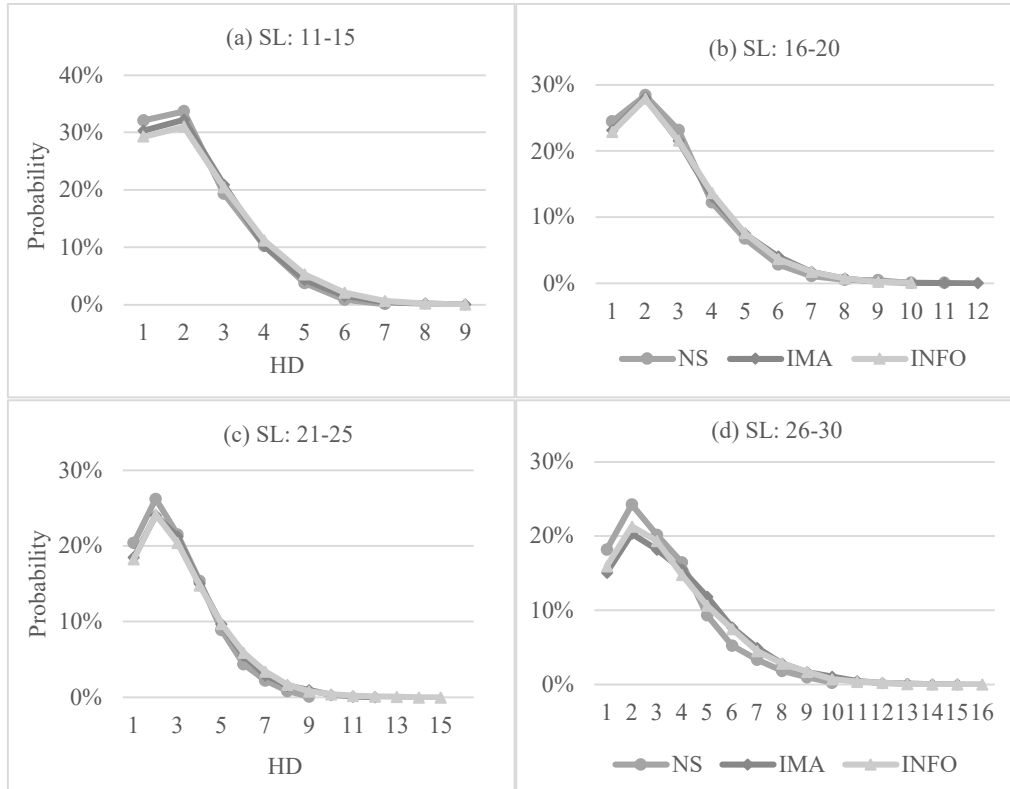 (a) SL: 11-15
40%
30%
20%
10%
0%
Probability
1 2 3 4 5 6 7 8 9
HD
(b) SL: 16-20
30%
20%
10%
0%
1 2 3 4 5 6 7 8 9 10 11 12
NS IMA INFO
(c) SL: 21-25
30%
20%
10%
0%
Probability
1 3 5 7 9 11 13 15
HD
(d) SL: 26-30
30%
20%
10%
0%
1 2 3 4 5 6 7 8 9 10 11 12 13 14 15 16
NS IMA INFO